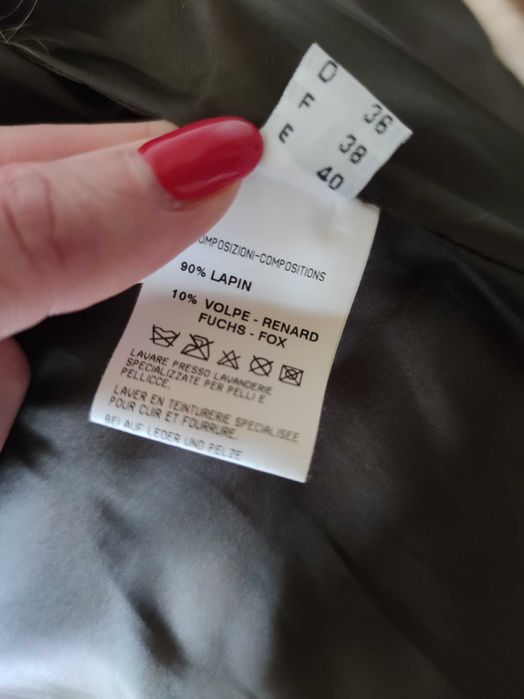 D 36
F 38
E 40
OMPOSIZIONI-COMPOSITIONS
90% LAPIN
10% VOLPE - RENARD
FUCHS - FOX
LAVARE PRESSO LAVANDERIE
SPECIALIZZATE PER PELLI E
PELLICCE.
LAVER EN TEINTURERIE SPECIALISEE
POUR CUIR ET FOURRURE.
BEI AUF LEDER UND PELZE